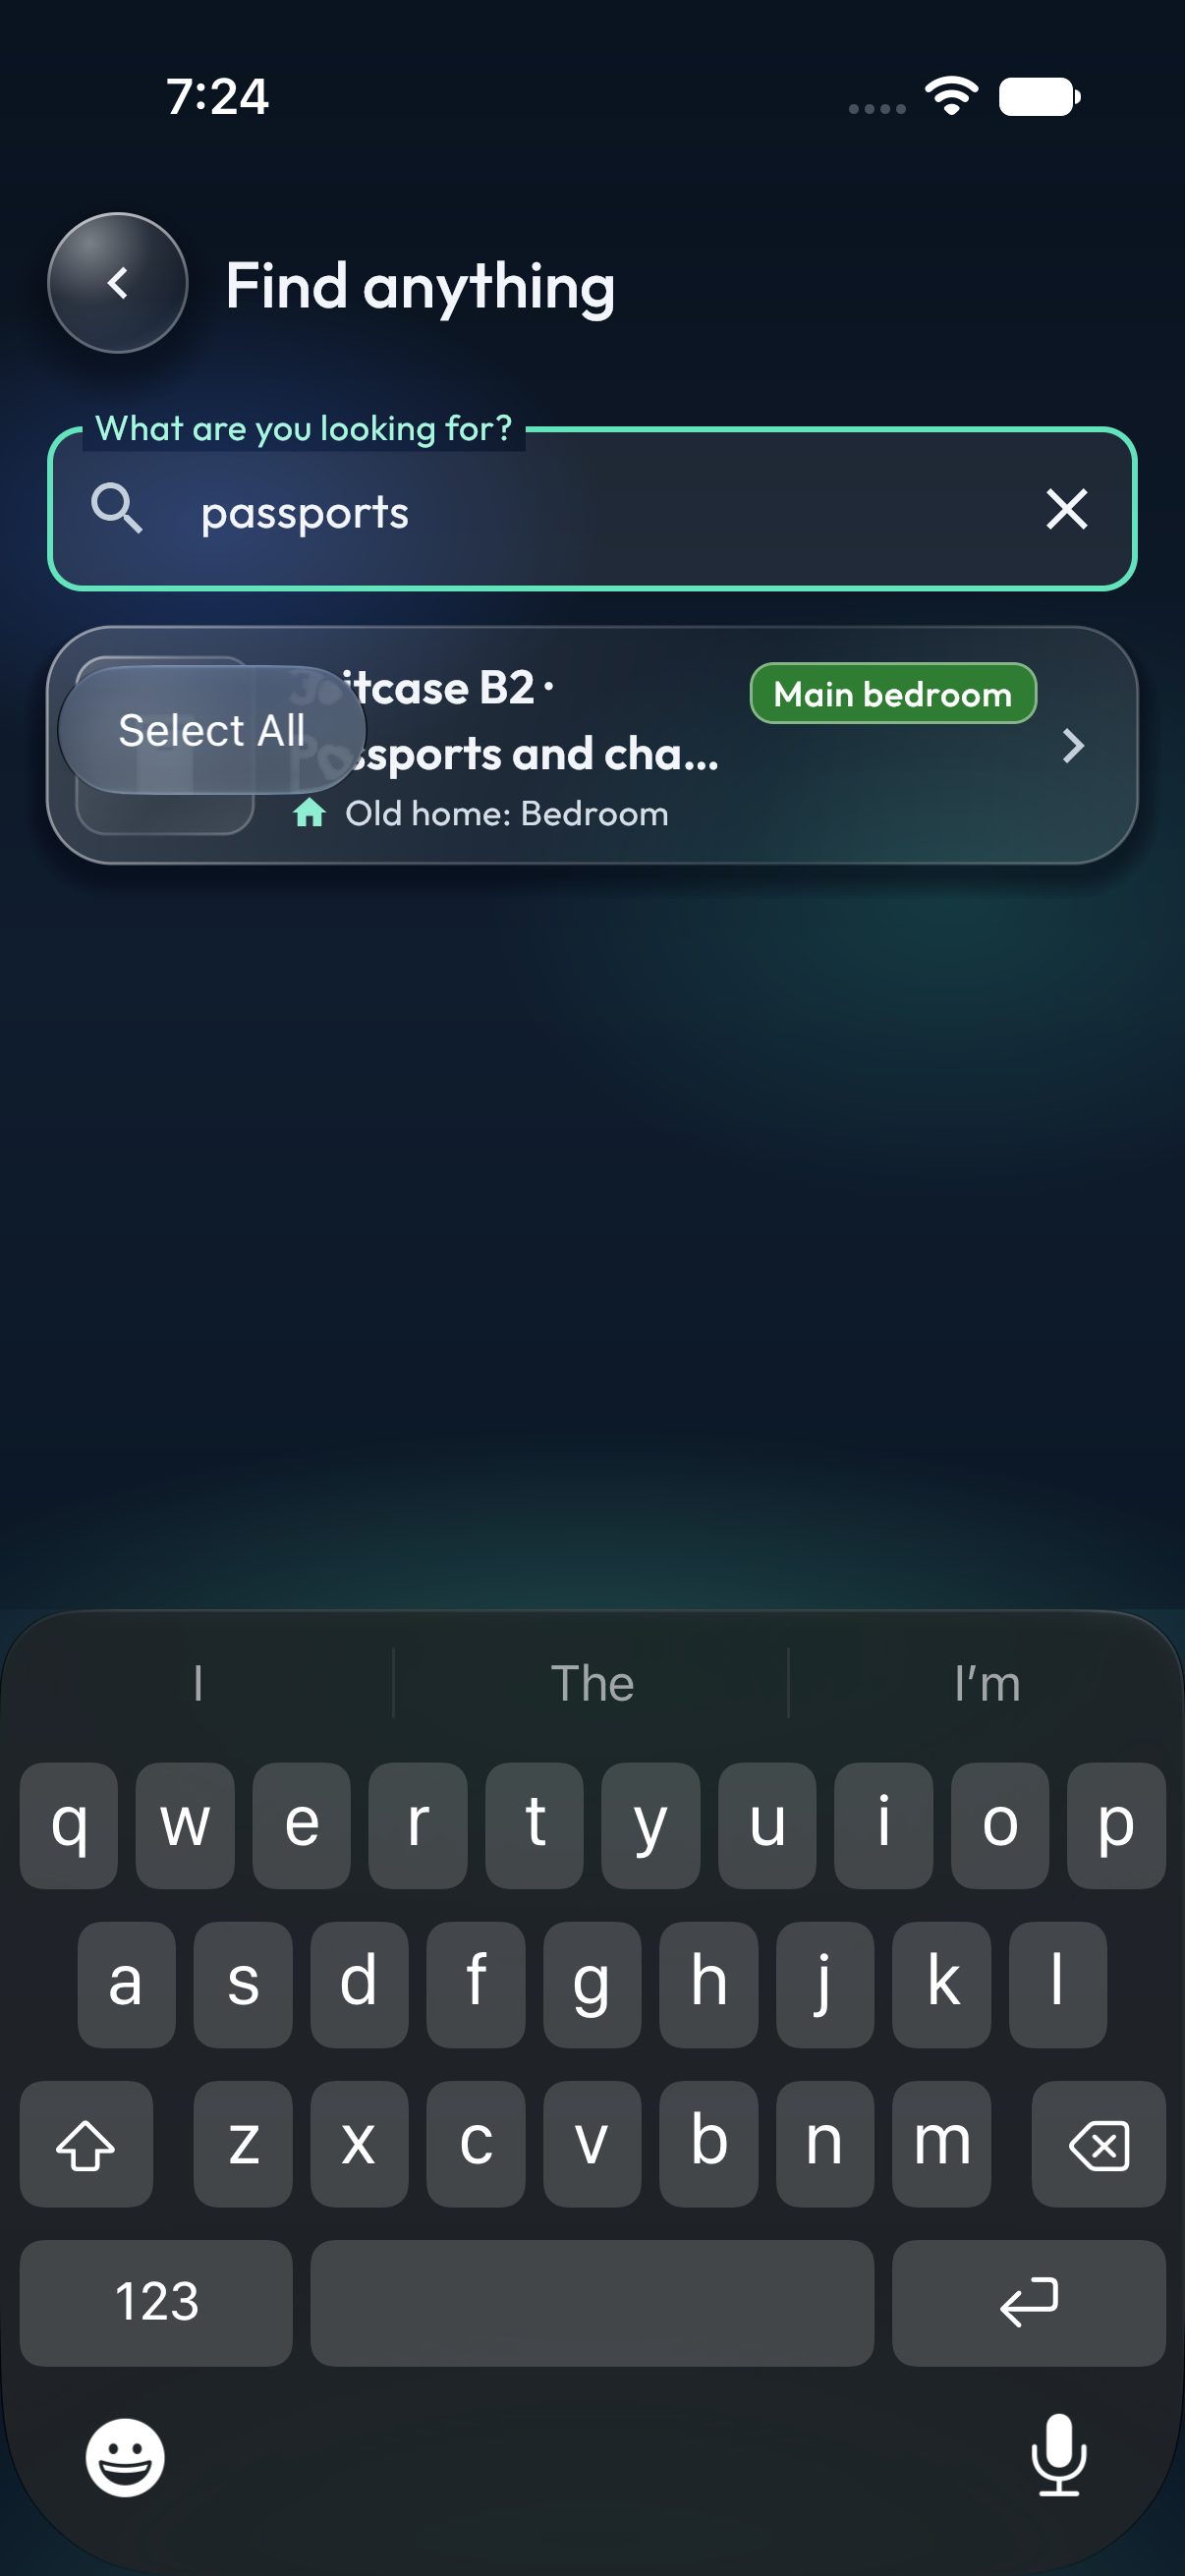 7:24
Find anything
What are you looking for?
passports
Select All
itcase B2 ·
Main bedroom
ssports and cha...
Old home: Bedroom
I
The
I'm
q w e r t y u i o p
a s d f g h j k l
z x c v b n m
123